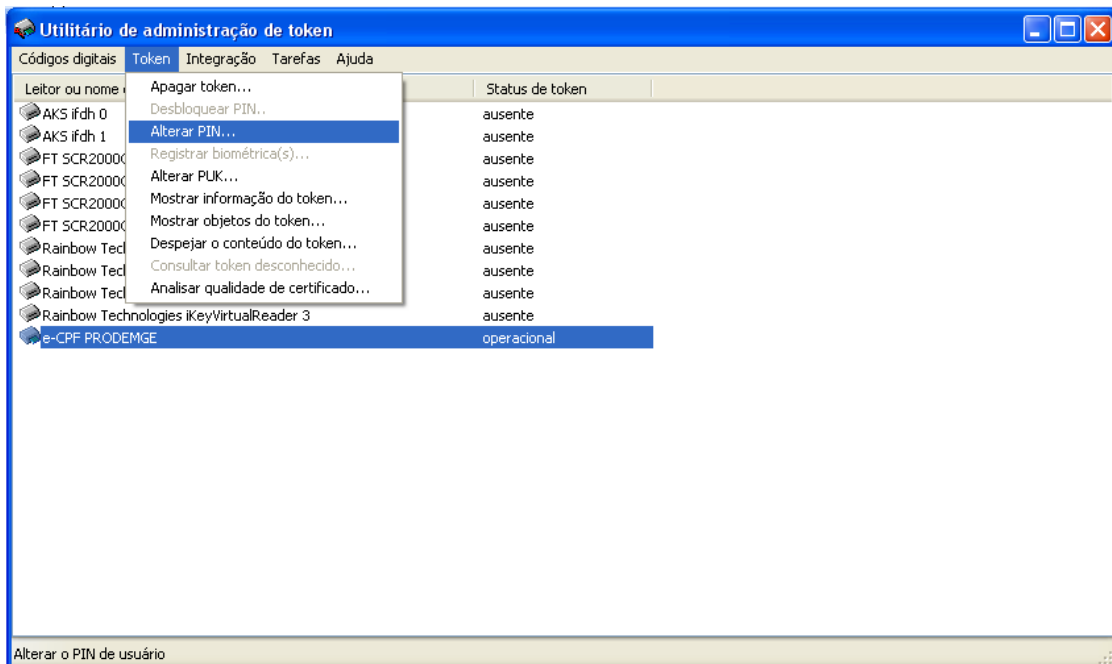 Utilitário de administração de token
Códigos digitais Token Integração Tarefas Ajuda
Leitor ou nome Status de token
Apagar token...
Desbloquear PIN..
Alterar PIN...
Registrar biométrica(s)...
Alterar PUK...
Mostrar informação do token...
Mostrar objetos do token...
Despejar o conteúdo do token...
Consultar token desconhecido...
Analisar qualidade de certificado...
AKS ifdh 0 ausente
AKS ifdh 1 ausente
FT SCR2000 ausente
FT SCR2000 ausente
FT SCR2000 ausente
FT SCR2000 ausente
Rainbow ausente
Rainbow ausente
Rainbow ausente
Rainbow Technologies iKeyVirtualReader 3 ausente
e-CPF PRODEMGE operacional
Alterar o PIN de usuário